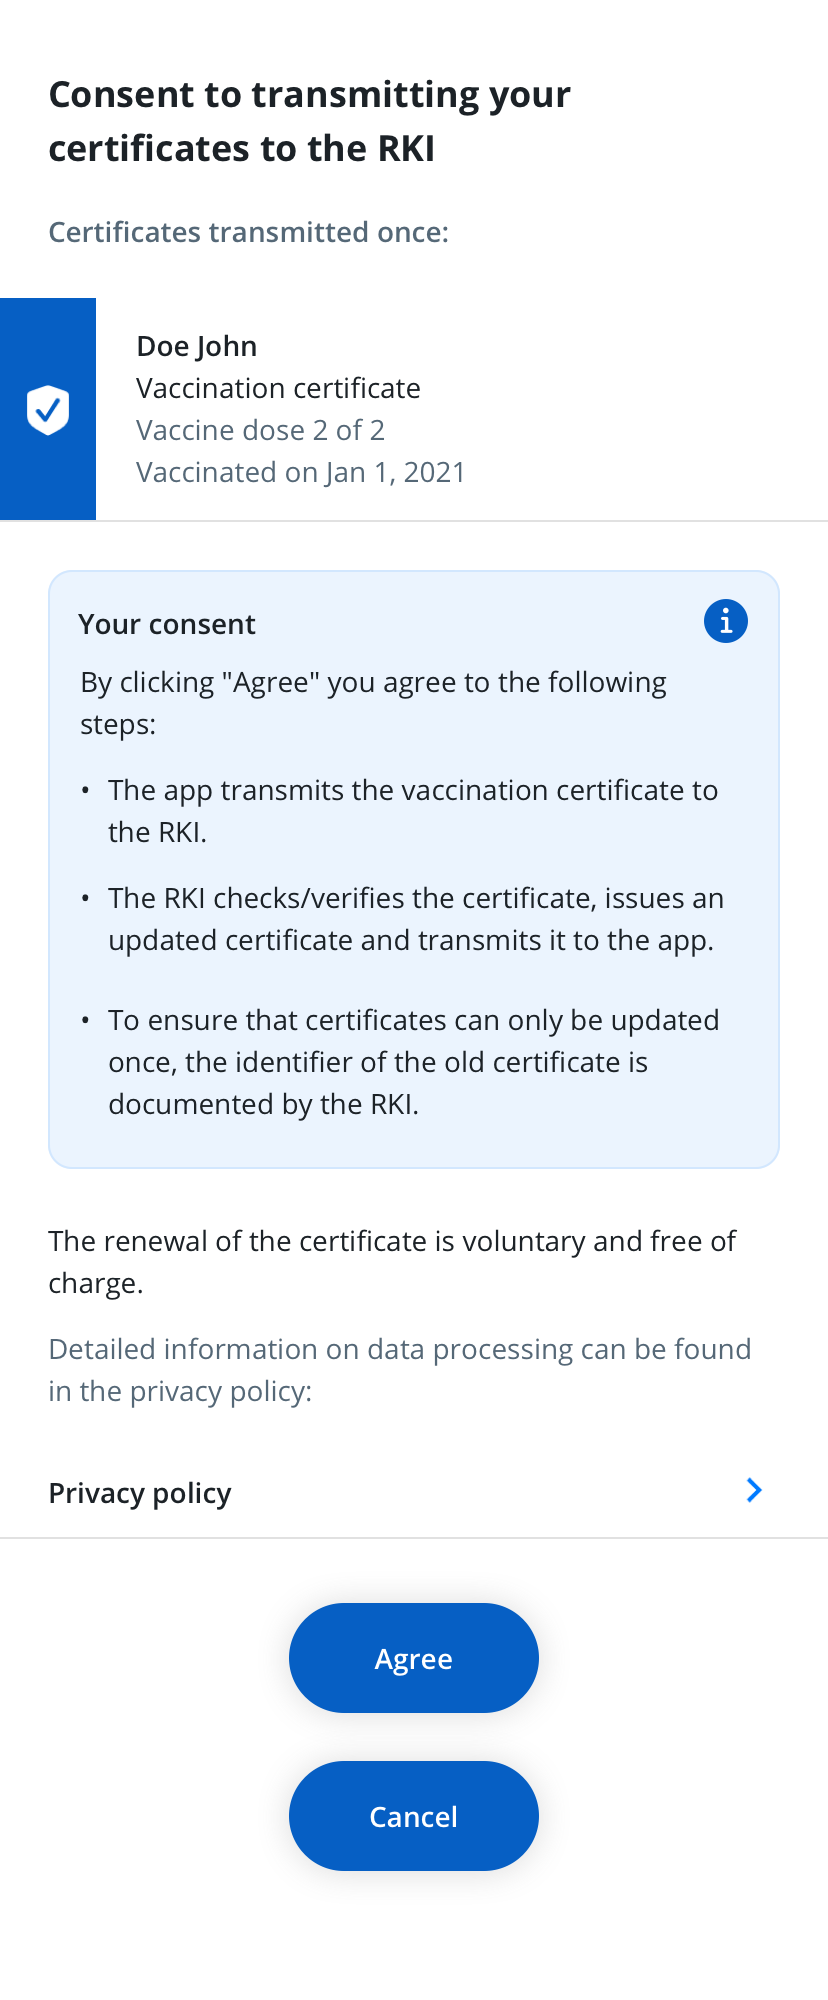 Consent to transmitting your
certificates to the RKI
Certificates transmitted once:
Doe John
Vaccination certificate
Vaccine dose 2 of 2
Vaccinated on Jan 1, 2021
Your consent
By clicking "Agree" you agree to the following
steps:
• The app transmits the vaccination certificate to
the RKI.
• The RKI checks/verifies the certificate, issues an
updated certificate and transmits it to the app.
• To ensure that certificates can only be updated
once, the identifier of the old certificate is
documented by the RKI.
The renewal of the certificate is voluntary and free of
charge.
Detailed information on data processing can be found
in the privacy policy:
Privacy policy
Agree
Cancel